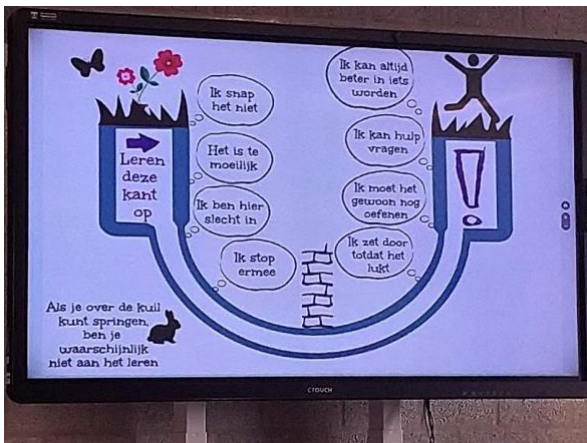 Leren
deze
kant
op
Ik snap
het niet
Het is te
moeilijk
Ik ben hier
slecht in
Ik stop
ermee
Ik zet door
totdat het
lukt
Ik moet het
gewoon nog
oefenen
Ik kan hulp
vragen
Ik kan altijd
beter in iets
worden
!
Als je over de kuil
kunt springen,
ben je
waarschijnlijk
niet aan het leren
CTOUCH